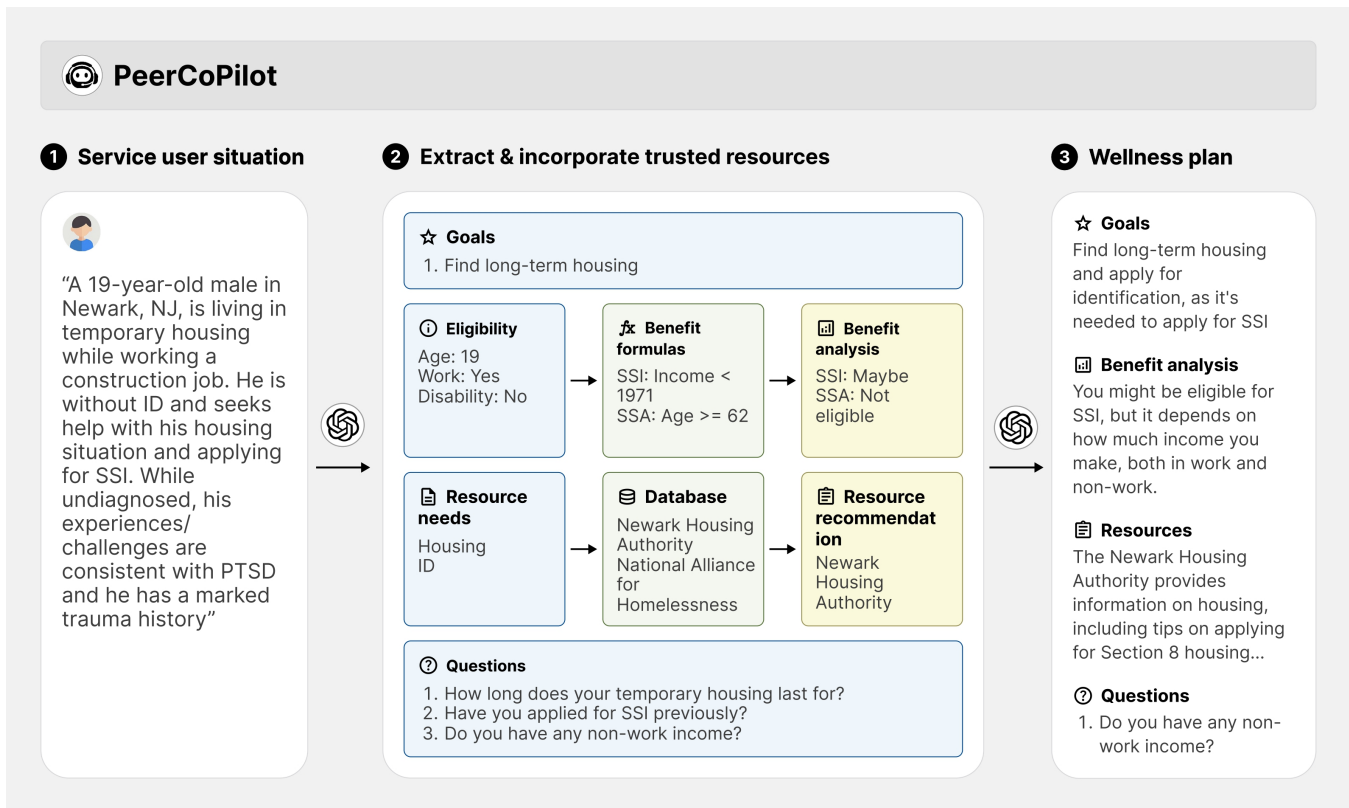 PeerCoPilot
1 Service user situation
“A 19-year-old male in
Newark, NJ, is living in
temporary housing
while working a
construction job. He is
without ID and seeks
help with his housing
situation and applying
for SSI. While
undiagnosed, his
experiences/
challenges are
consistent with PTSD
and he has a marked
trauma history”
2 Extract & incorporate trusted resources
Goals
1. Find long-term housing
Eligibility
Age: 19
Work: Yes
Disability: No
fx Benefit
formulas
SSI: Income <
1971
SSA: Age >= 62
Benefit
analysis
SSI: Maybe
SSA: Not
eligible
Resource
needs
Housing
ID
Database
Newark Housing
Authority
National Alliance
for
Homelessness
Resource
recommendat
ion
Newark
Housing
Authority
Questions
1. How long does your temporary housing last for?
2. Have you applied for SSI previously?
3. Do you have any non-work income?
3 Wellness plan
Goals
Find long-term housing
and apply for
identification, as it's
needed to apply for SSI
Benefit analysis
You might be eligible for
SSI, but it depends on
how much income you
make, both in work and
non-work.
Resources
The Newark Housing
Authority provides
information on housing,
including tips on applying
for Section 8 housing...
Questions
1. Do you have any non-
work income?